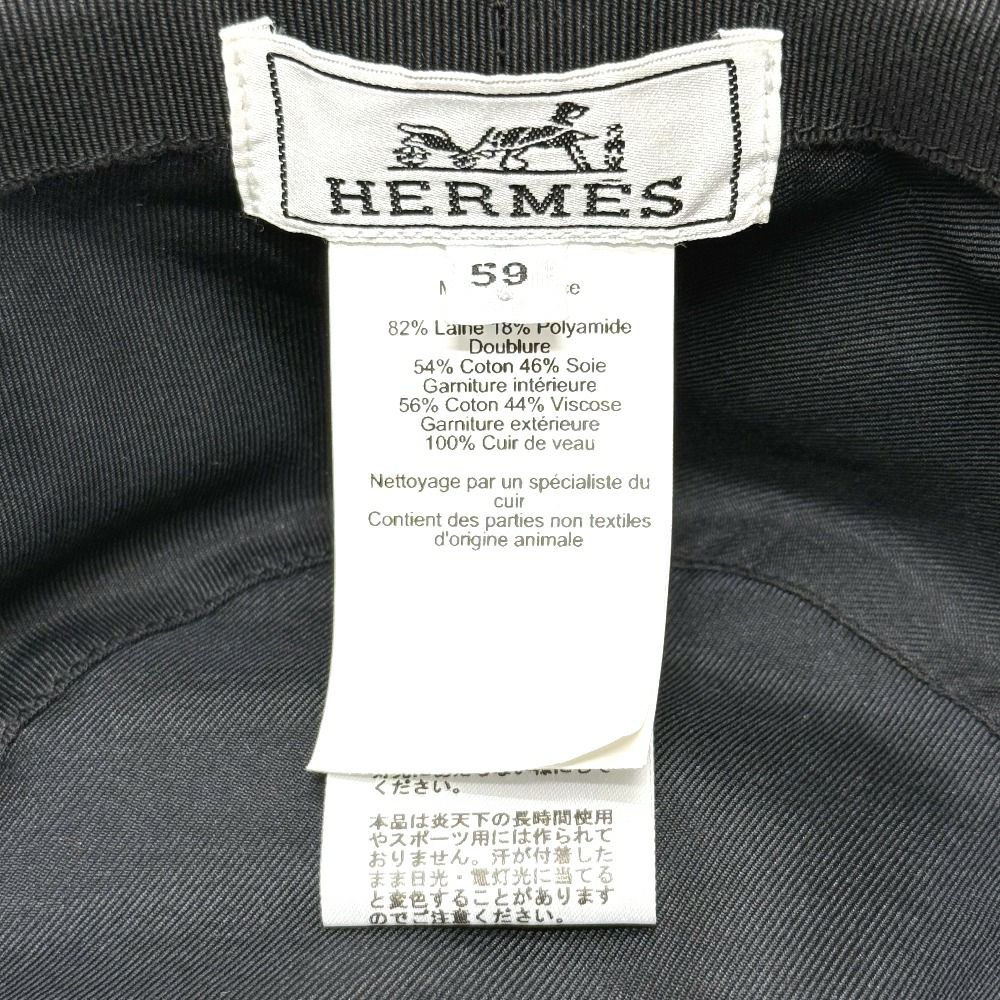 HERMES
59
82% Laine 18% Polyamide
Doublure
54% Coton 46% Soie
Garniture intérieure
56% Coton 44% Viscose
Garniture extérieure
100% Cuir de veau
Nettoyage par un spécialiste du
cuir
Contient des parties non textiles
d'origine animale
ください。
本品は炎天下の長時間使用
やスポーツ用には作られて
おりません。汗が付着した
まま日光・電灯光に当てる
と変色することがあります
のでご注意ください。